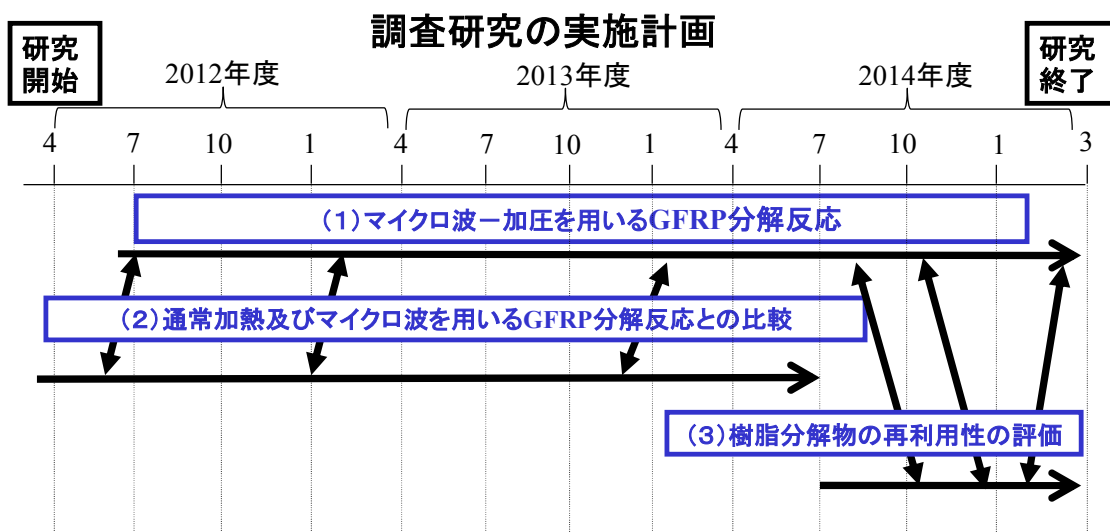 調査研究の実施計画
研究
開始
研究
終了
2012年度
2013年度
2014年度
4 7 10 1 4 7 10 1 4 7 10 1 3
(1)マイクロ波－加圧を用いるGFRP分解反応
(2)通常加熱及びマイクロ波を用いるGFRP分解反応との比較
(3)樹脂分解物の再利用性の評価